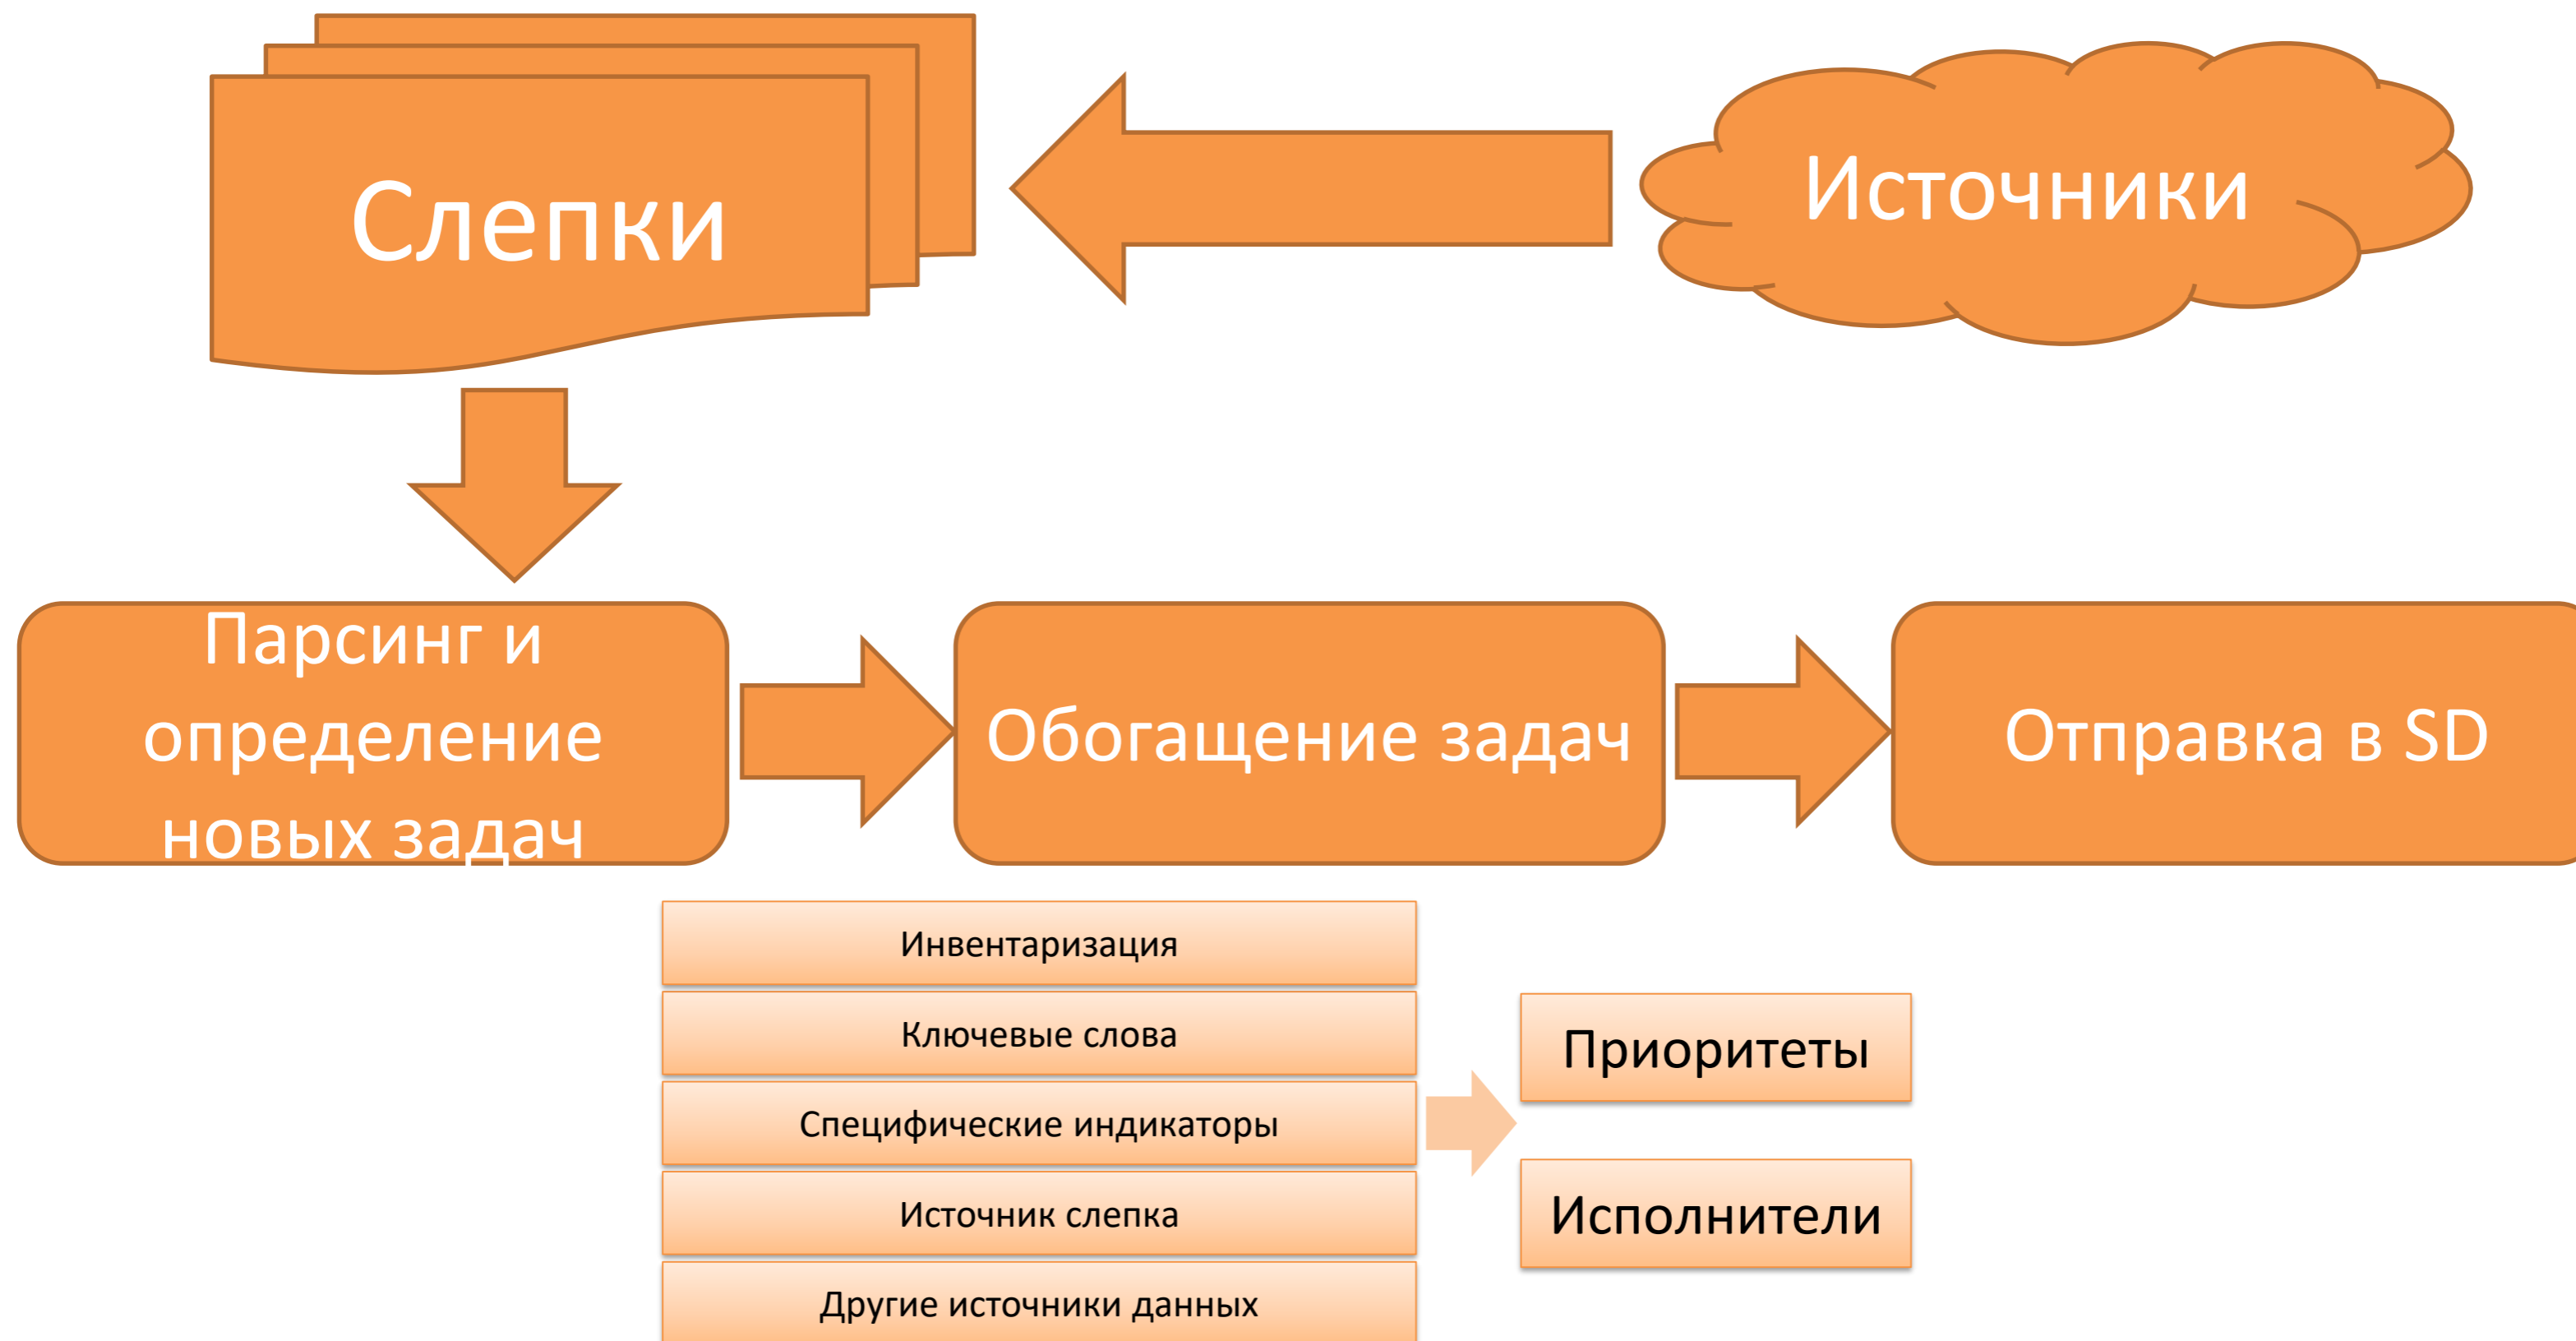 Слепки
Источники
Парсинг и
определение
новых задач
Обогащение задач
Отправка в SD
Инвентаризация
Ключевые слова
Специфические индикаторы
Источник слепка
Другие источники данных
Приоритеты
Исполнители